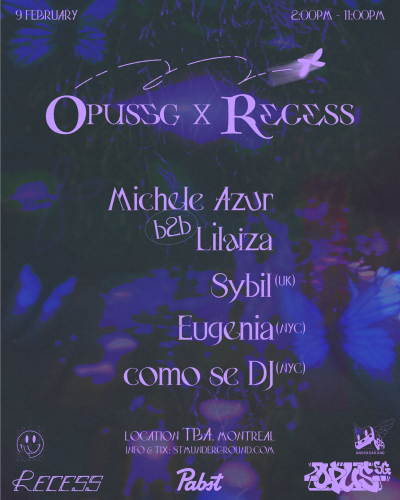 9 FEBRUARY
2:00PM - 11:00PM
OPUSSG X RECESS
Michele Azur
b2b
Lilaiza
Sybil (UK)
Eugenia (NYC)
como se DJ (NYC)
LOCATION TBA, MONTREAL
INFO & TIX: STMUNDERGROUND.COM
RECESS
Pabst